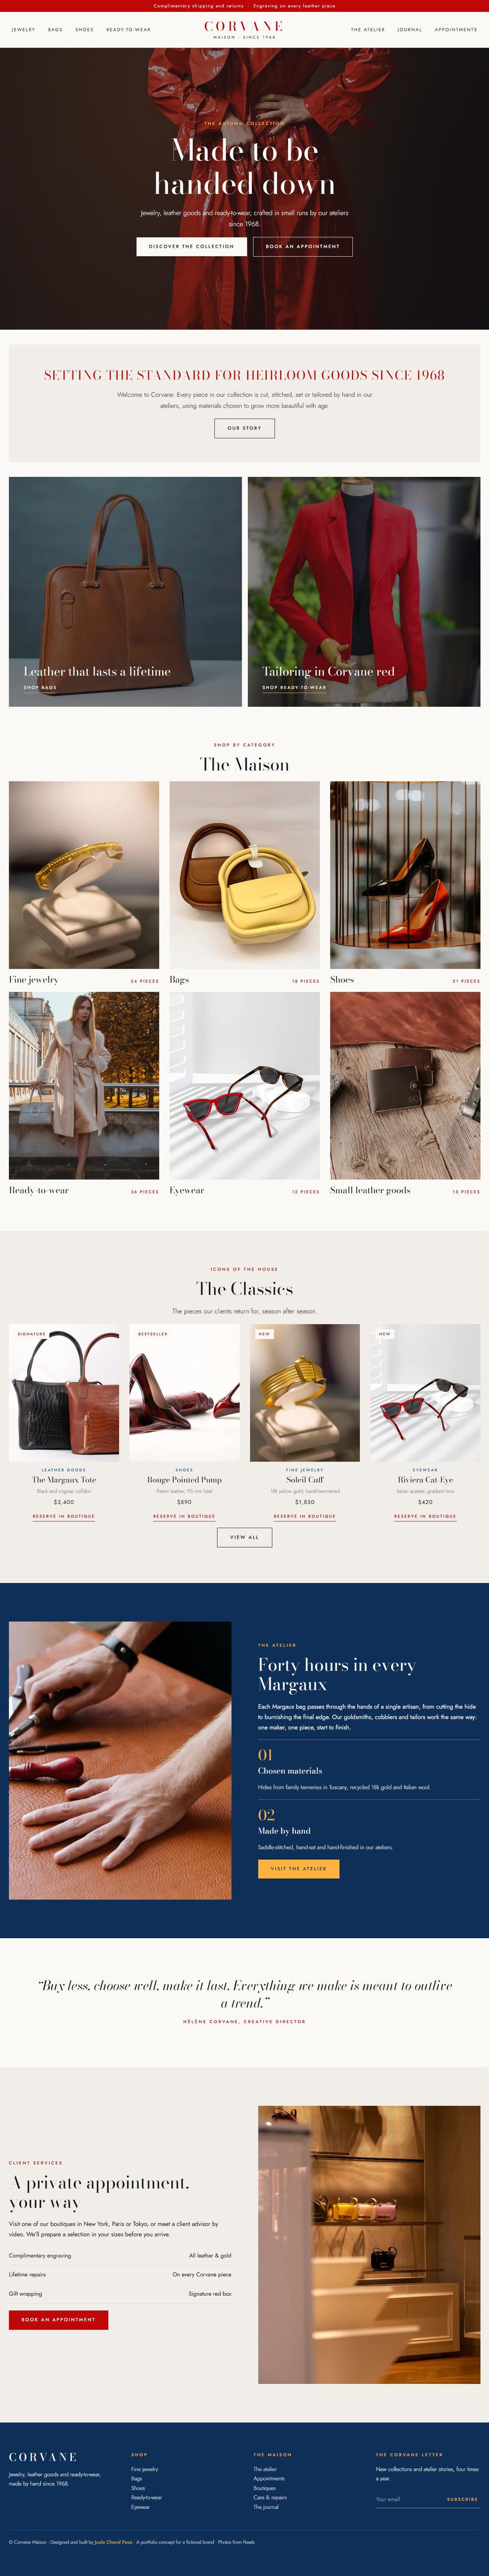 Complimentary shipping and returns · Engraving on every leather piece
JEWELRY BAGS SHOES READY-TO-WEAR
CORVANE
MAISON · SINCE 1968
THE ATELIER JOURNAL APPOINTMENTS
THE AUTUMN COLLECTION
Made to be
handed down
Jewelry, leather goods and ready-to-wear, crafted in small runs by our ateliers
since 1968.
DISCOVER THE COLLECTION
BOOK AN APPOINTMENT
SETTING THE STANDARD FOR HEIRLOOM GOODS SINCE 1968
Welcome to Corvane. Every piece in our collection is cut, stitched, set or tailored by hand in our
ateliers, using materials chosen to grow more beautiful with age.
OUR STORY
Leather that lasts a lifetime
SHOP BAGS
Tailoring in Corvane red
SHOP READY-TO-WEAR
SHOP BY CATEGORY
The Maison
Fine jewelry 24 PIECES
Bags 18 PIECES
Shoes 21 PIECES
Ready-to-wear 36 PIECES
Eyewear 12 PIECES
Small leather goods 15 PIECES
ICONS OF THE HOUSE
The Classics
The pieces our clients return for, season after season.
SIGNATURE
LEATHER GOODS
The Margaux Tote
Black and cognac calfskin
$3,400
RESERVE IN BOUTIQUE
BESTSELLER
SHOES
Rouge Pointed Pump
Patent leather, 95 mm heel
$890
RESERVE IN BOUTIQUE
NEW
FINE JEWELRY
Soleil Cuff
18k yellow gold, hand-hammered
$1,850
RESERVE IN BOUTIQUE
NEW
EYEWEAR
Riviera Cat-Eye
Italian acetate, gradient lens
$420
RESERVE IN BOUTIQUE
VIEW ALL
THE ATELIER
Forty hours in every
Margaux
Each Margaux bag passes through the hands of a single artisan, from cutting the hide
to burnishing the final edge. Our goldsmiths, cobblers and tailors work the same way:
one maker, one piece, start to finish.
01
Chosen materials
Hides from family tanneries in Tuscany, recycled 18k gold and Italian wool.
02
Made by hand
Saddle-stitched, hand-set and hand-finished in our ateliers.
VISIT THE ATELIER
“Buy less, choose well, make it last. Everything we make is meant to outlive
a trend.”
HÉLÈNE CORVANE, CREATIVE DIRECTOR
CLIENT SERVICES
A private appointment,
your way
Visit one of our boutiques in New York, Paris or Tokyo, or meet a client advisor by
video. We'll prepare a selection in your sizes before you arrive.
Complimentary engraving All leather & gold
Lifetime repairs On every Corvane piece
Gift wrapping Signature red box
BOOK AN APPOINTMENT
CORVANE
Jewelry, leather goods and ready-to-wear,
made by hand since 1968.
SHOP
Fine jewelry
Bags
Shoes
Ready-to-wear
Eyewear
THE MAISON
The atelier
Appointments
Boutiques
Care & repairs
The journal
THE CORVANE LETTER
New collections and atelier stories, four times
a year.
Your email SUBSCRIBE
© Corvane Maison · Designed and built by Joule Cheval Passi · A portfolio concept for a fictional brand · Photos from Pexels